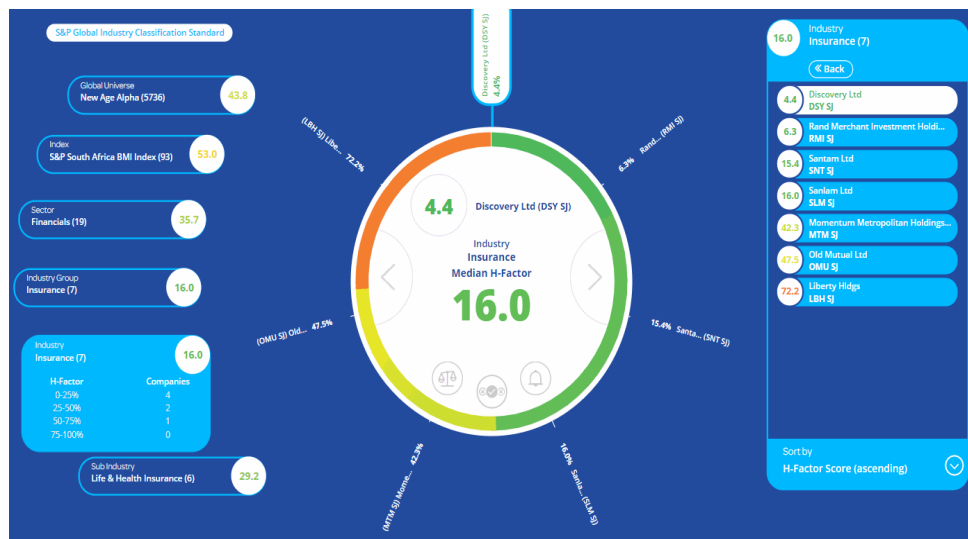 S&P Global Industry Classification Standard
Global Universe
New Age Alpha (5736)
43.8
Index
S&P South Africa BMI Index (93)
53.0
Sector
Financials (19)
35.7
Industry Group
Insurance (7)
16.0
Industry
Insurance (7)
16.0
H-Factor Companies
0-25% 4
25-50% 2
50-75% 1
75-100% 0
Sub Industry
Life & Health Insurance (6)
29.2
Discovery Ltd (DSY SJ)
4.4%
6.3% Rand... (RMI SJ)
15.4% Santa... (SNT SJ)
16.0% Sanla... (SLM SJ)
(MTM SJ) Mome... 42.3%
(OMU SJ) Old... 47.5%
(LBH SJ) Libe... 72.2%
4.4
Discovery Ltd (DSY SJ)
Industry
Insurance
Median H-Factor
16.0
16.0
Industry
Insurance (7)
« Back
4.4
Discovery Ltd
DSY SJ
6.3
Rand Merchant Investment Holdi...
RMI SJ
15.4
Santam Ltd
SNT SJ
16.0
Sanlam Ltd
SLM SJ
42.3
Momentum Metropolitan Holdings...
MTM SJ
47.5
Old Mutual Ltd
OMU SJ
72.2
Liberty Hldgs
LBH SJ
Sort by
H-Factor Score (ascending)